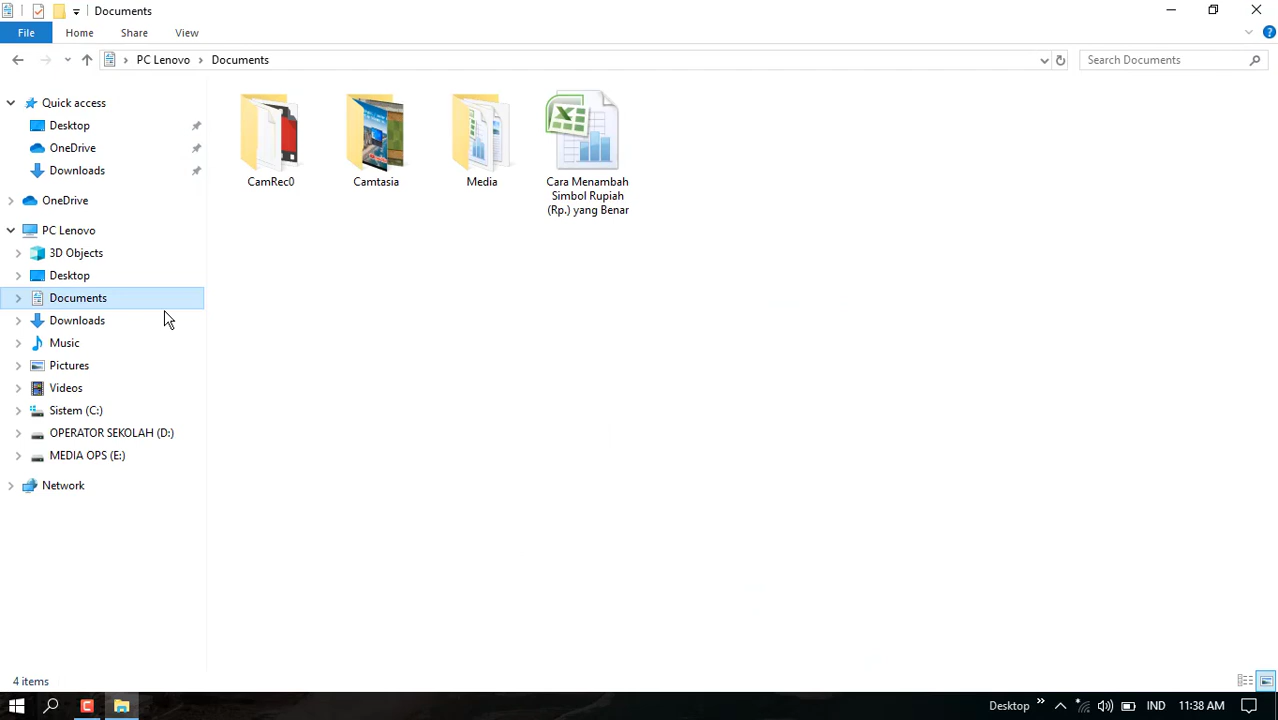 Documents
File Home Share View
PC Lenovo Documents
Search Documents
Quick access
Desktop
OneDrive
Downloads
OneDrive
PC Lenovo
3D Objects
Desktop
Documents
Downloads
Music
Pictures
Videos
Sistem (C:)
OPERATOR SEKOLAH (D:)
MEDIA OPS (E:)
Network
CamRec0
Camtasia
Media
Cara Menambah
Simbol Rupiah
(Rp.) yang Benar
4 items
Desktop IND 11:38 AM